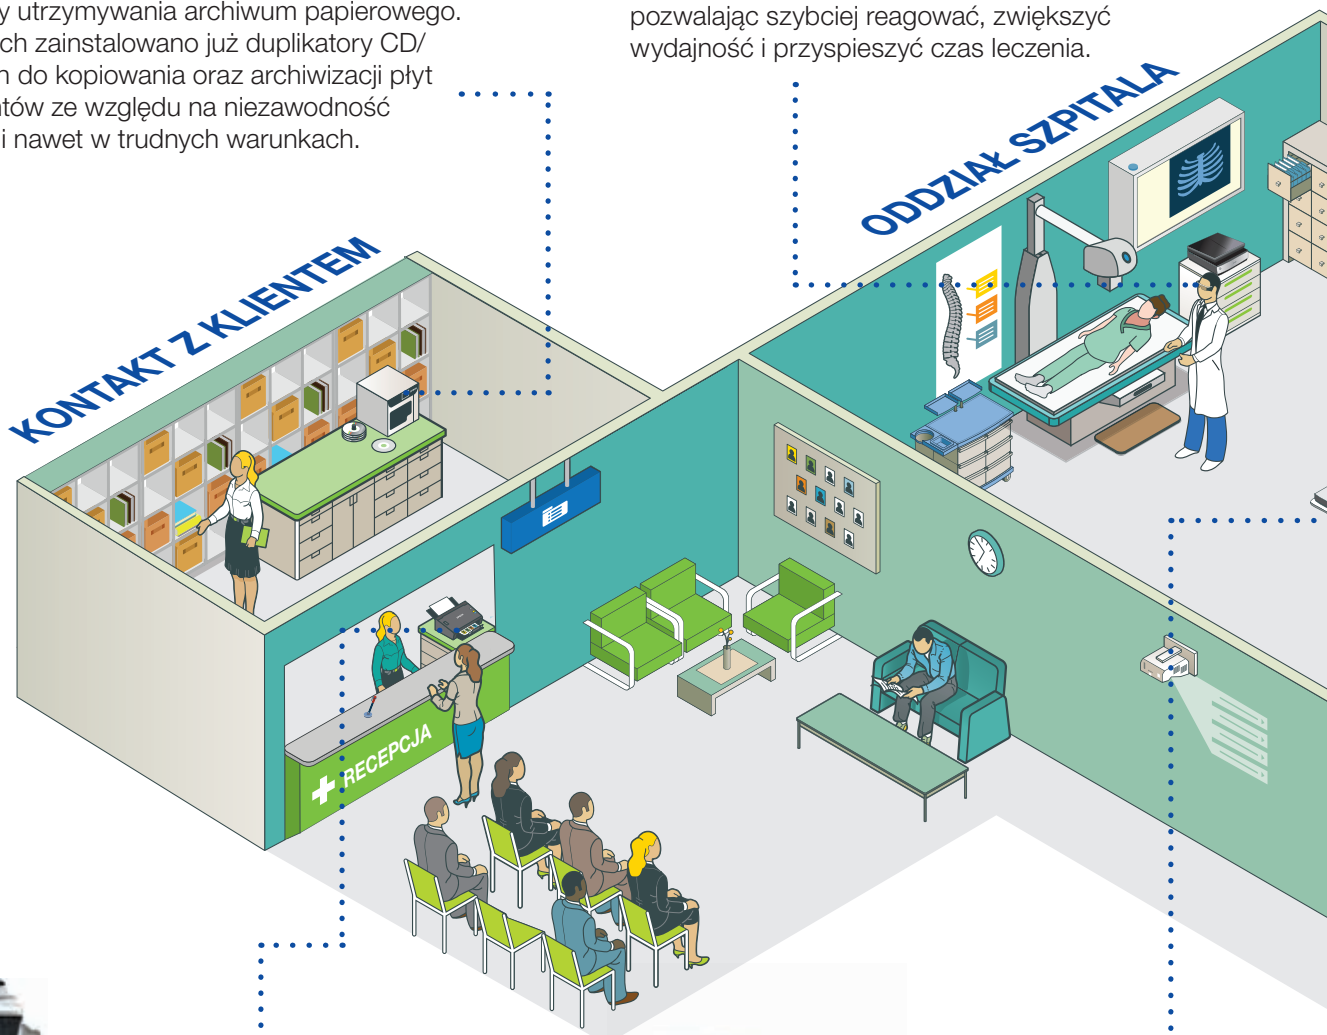 y utrzymywania archiwum papierowego.
ch zainstalowano już duplikatory CD/
do kopiowania oraz archiwizacji płyt
ntów ze względu na niezawodność
i nawet w trudnych warunkach.
pozwalając szybciej reagować, zwiększyć
wydajność i przyspieszyć czas leczenia.
ODDZIAŁ SZPITALA
KONTAKT Z KLIENTEM
RECEPCJA